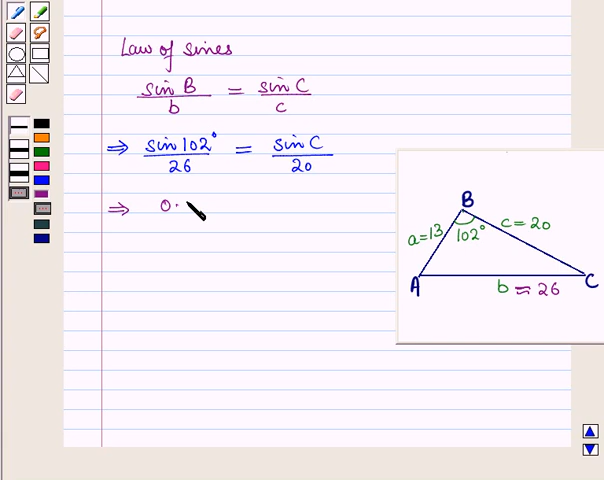 Law of sines
sin B / b = sin C / c
⇒ sin 102° / 26 = sin C / 20
⇒ 0.
B
a=13 102° c=20
A C
b ≈ 26